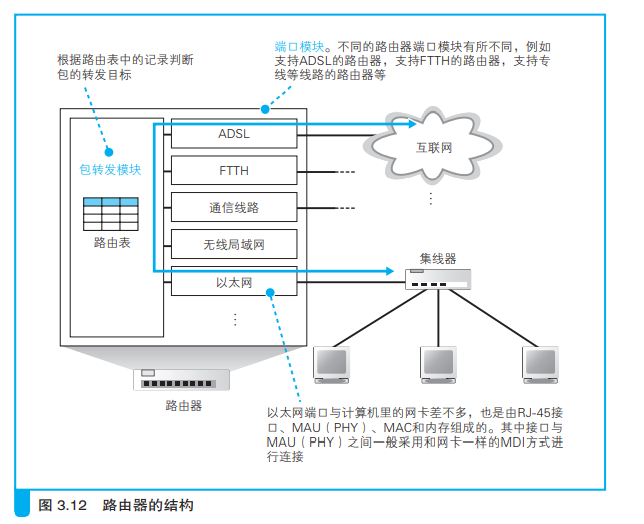 端口模块。不同的路由器端口模块有所不同，例如
支持ADSL的路由器，支持FTTH的路由器，支持专
线等线路的路由器等
根据路由表中的记录判断
包的转发目标
ADSL
互联网
包转发模块
FTTH
通信线路
⋮
路由表
无线局域网
集线器
以太网
⋮
路由器
以太网端口与计算机里的网卡差不多，也是由RJ-45接
口、MAU（PHY）、MAC和内存组成的。其中接口与
MAU（PHY）之间一般采用和网卡一样的MDI方式进
行连接
图 3.12 路由器的结构